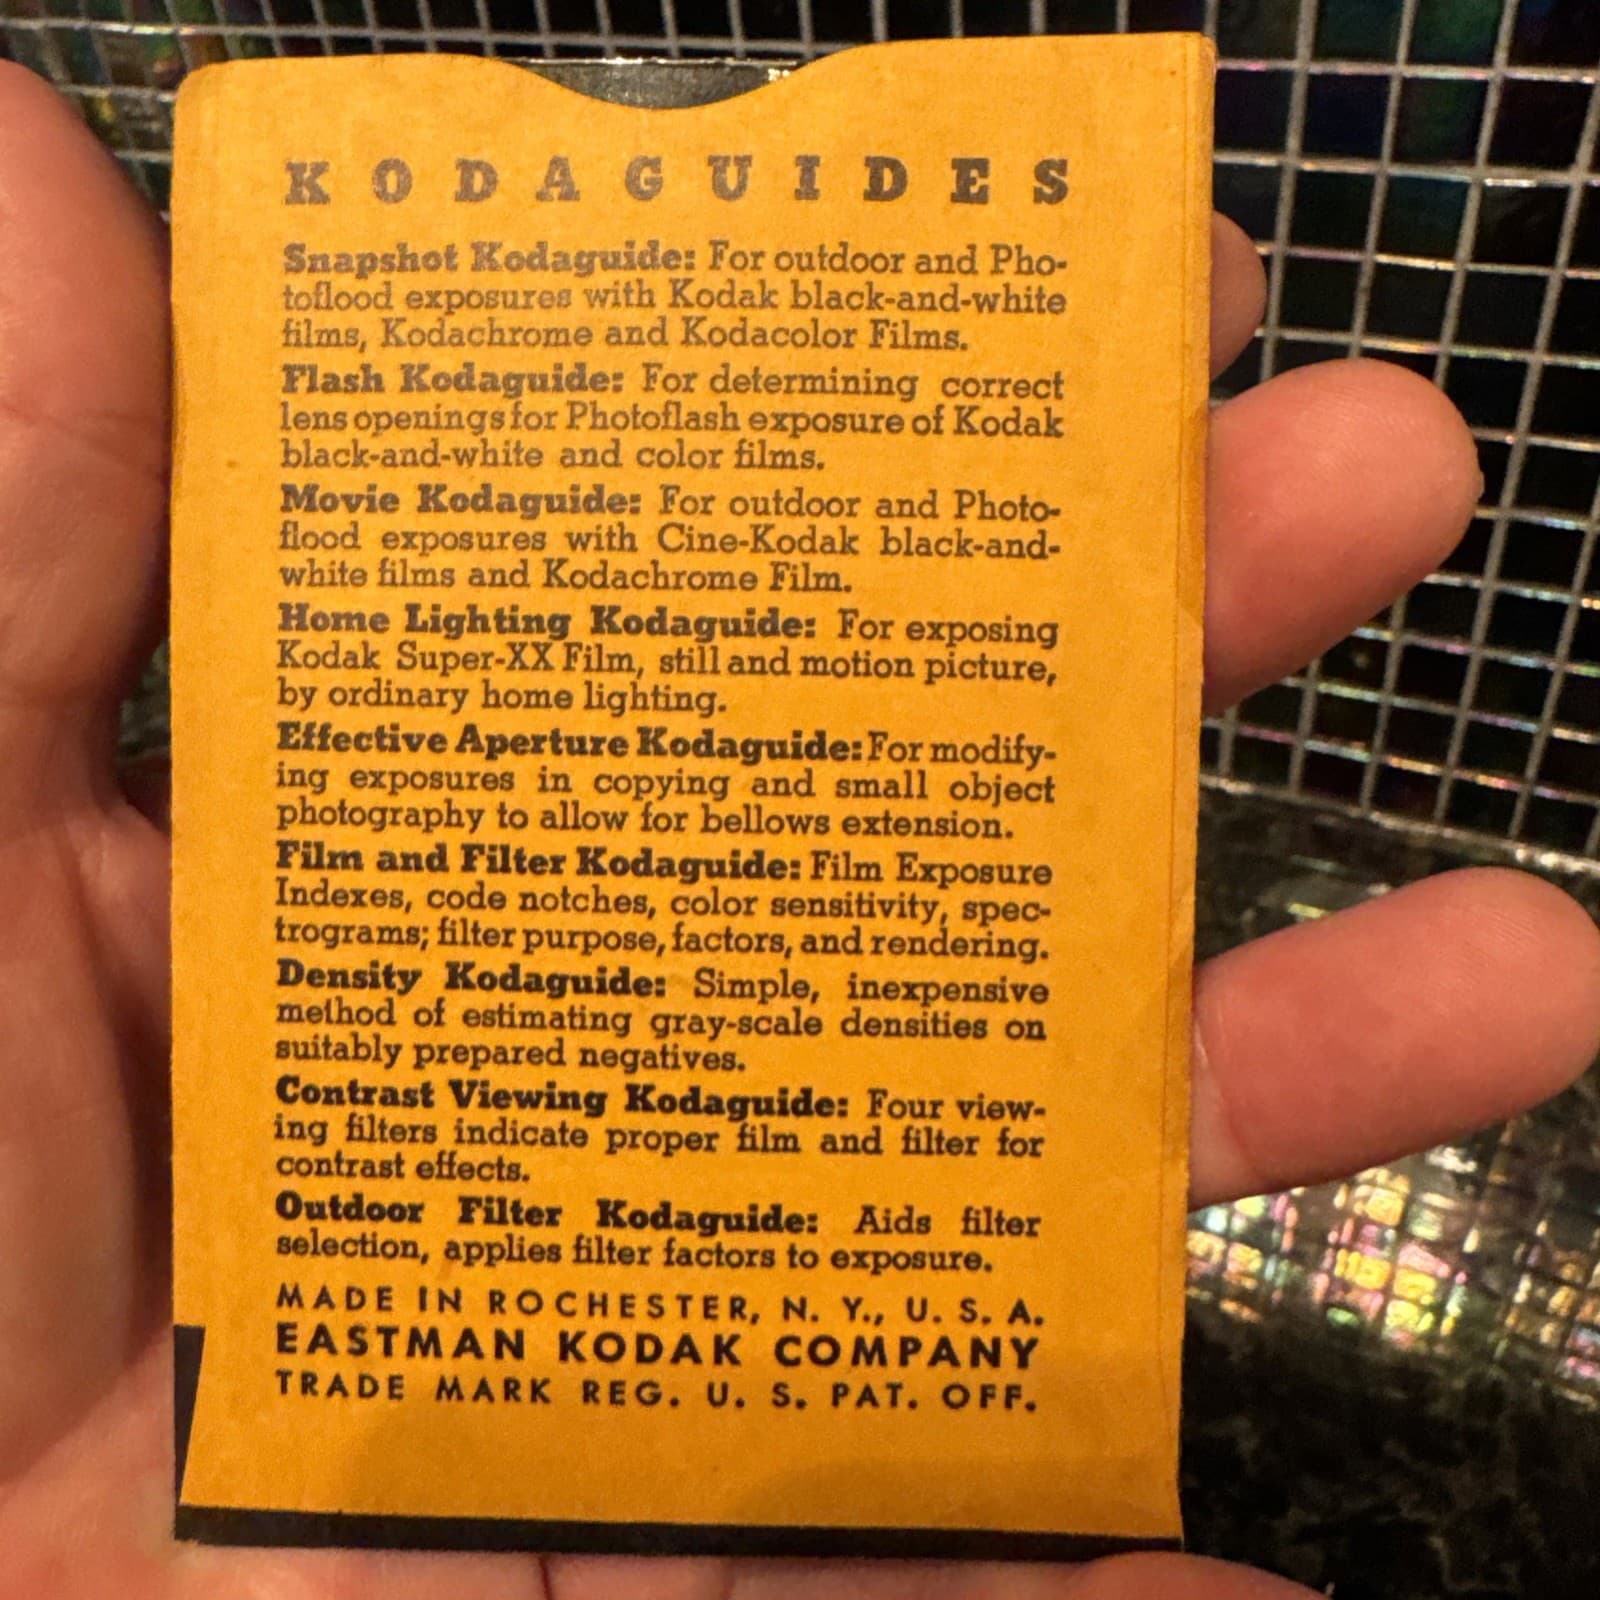 KODAGUIDES
Snapshot Kodaguide: For outdoor and Pho-
toflood exposures with Kodak black-and-white
films, Kodachrome and Kodacolor Films.
Flash Kodaguide: For determining correct
lens openings for Photoflash exposure of Kodak
black-and-white and color films.
Movie Kodaguide: For outdoor and Photo-
flood exposures with Cine-Kodak black-and-
white films and Kodachrome Film.
Home Lighting Kodaguide: For exposing
Kodak Super-XX Film, still and motion picture,
by ordinary home lighting.
Effective Aperture Kodaguide: For modify-
ing exposures in copying and small object
photography to allow for bellows extension.
Film and Filter Kodaguide: Film Exposure
Indexes, code notches, color sensitivity, spec-
trograms; filter purpose, factors, and rendering.
Density Kodaguide: Simple, inexpensive
method of estimating gray-scale densities on
suitably prepared negatives.
Contrast Viewing Kodaguide: Four view-
ing filters indicate proper film and filter for
contrast effects.
Outdoor Filter Kodaguide: Aids filter
selection, applies filter factors to exposure.
MADE IN ROCHESTER, N. Y., U. S. A.
EASTMAN KODAK COMPANY
TRADE MARK REG. U. S. PAT. OFF.